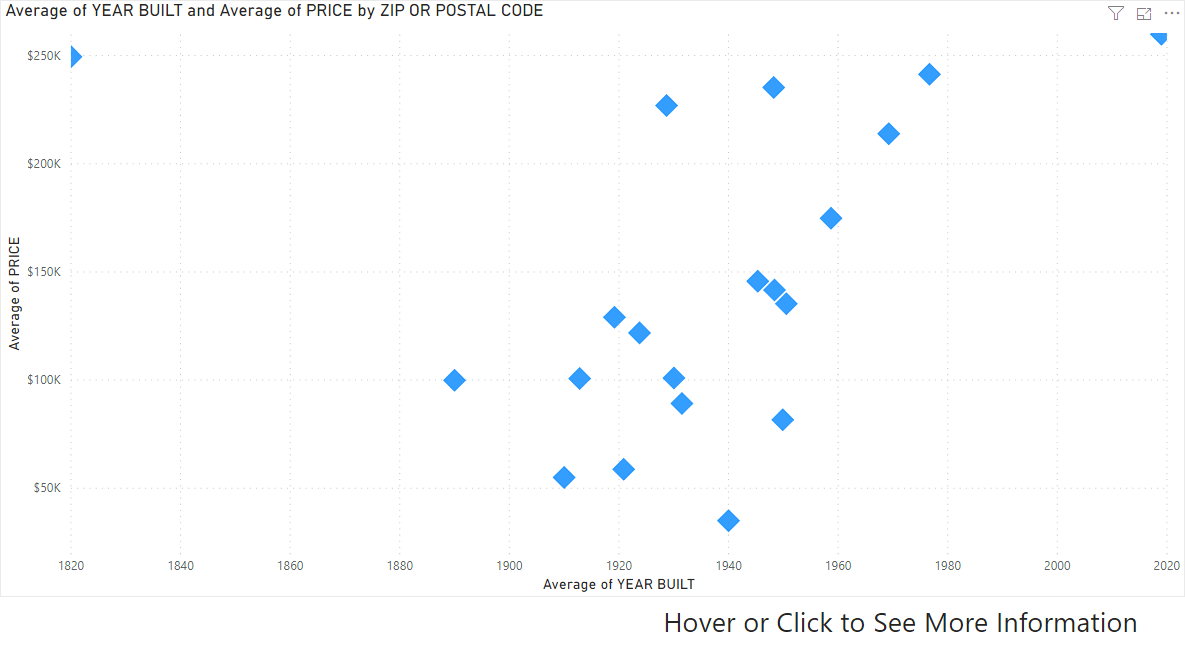 Average of YEAR BUILT and Average of PRICE by ZIP OR POSTAL CODE
$250K
$200K
$150K
$100K
$50K
Average of PRICE
1820 1840 1860 1880 1900 1920 1940 1960 1980 2000 2020
Average of YEAR BUILT
Hover or Click to See More Information